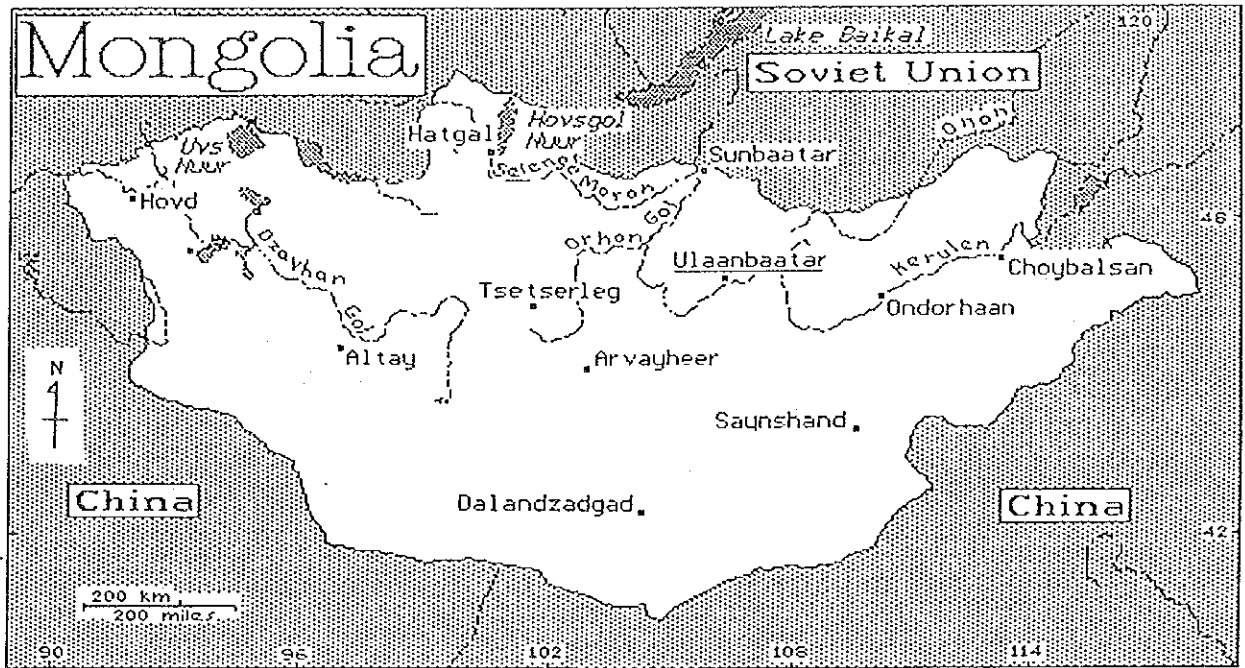 Mongolia
Lake Baikal
120
Soviet Union
Onon
Hatgal
Hovsgol
Nuur
Uvs
Nuur
Selenge Moron
Sunbaatar
Hovd
48
Orhon Gol
Dzavhan Gol
Ulaanbaatar
Kerulen
Choybalsan
Tsetserleg
Ondorhaan
Altay
Arvayheer
N
Saynshand
China
Dalandzadgad
China
42
200 km
200 miles
90
96
102
108
114